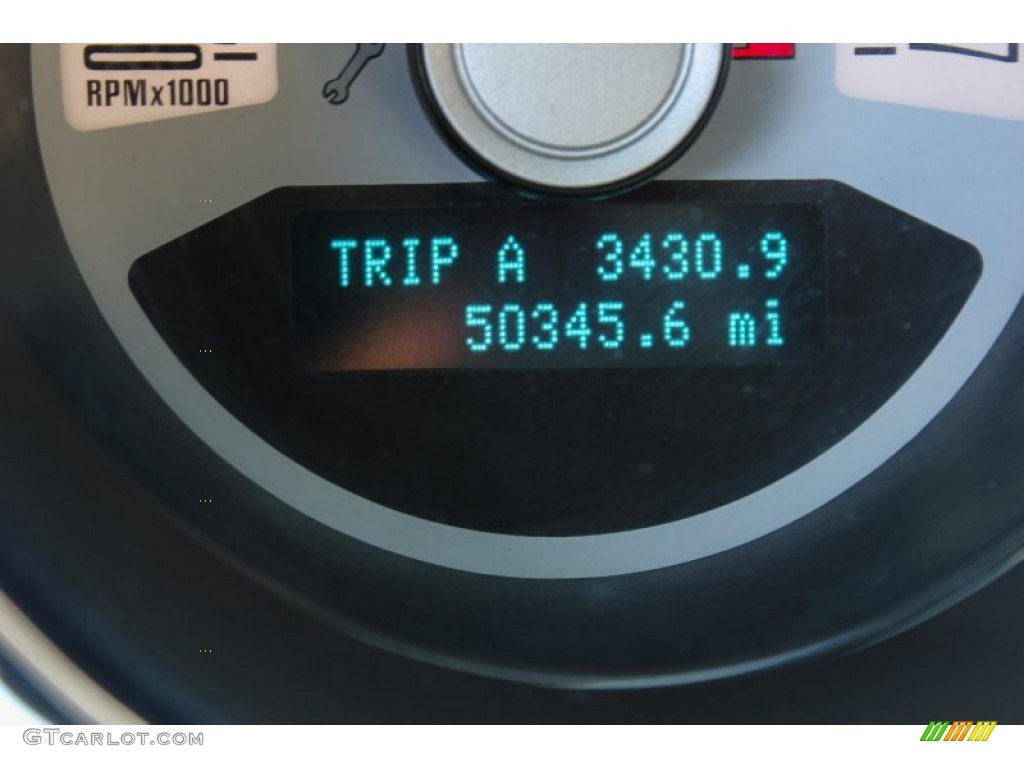 RPMx1000
TRIP A 3430.9
50345.6 mi
GTCARLOT.COM